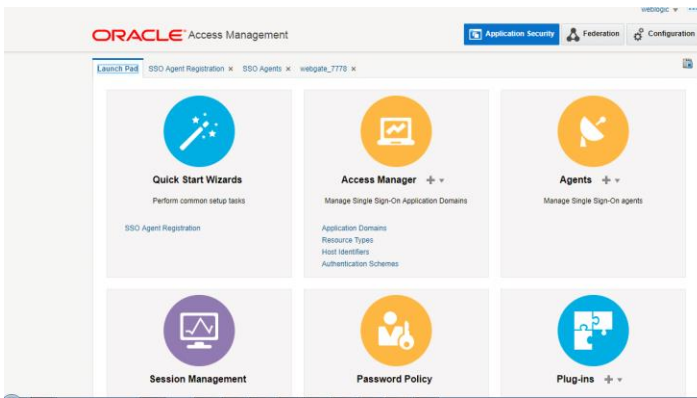 weblogic
ORACLE Access Management
Application Security
Federation
Configuration
Launch Pad
SSO Agent Registration ×
SSO Agents ×
webgate_7778 ×
Quick Start Wizards
Perform common setup tasks
SSO Agent Registration
Access Manager
Manage Single Sign-On Application Domains
Application Domains
Resource Types
Host Identifiers
Authentication Schemes
Agents
Manage Single Sign-On agents
Session Management
Password Policy
Plug-ins